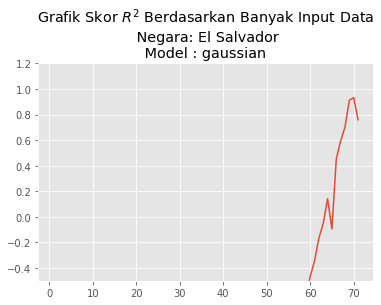 Grafik Skor R² Berdasarkan Banyak Input Data
Negara: El Salvador
Model : gaussian
1.2
1.0
0.8
0.6
0.4
0.2
0.0
−0.2
−0.4
0 10 20 30 40 50 60 70